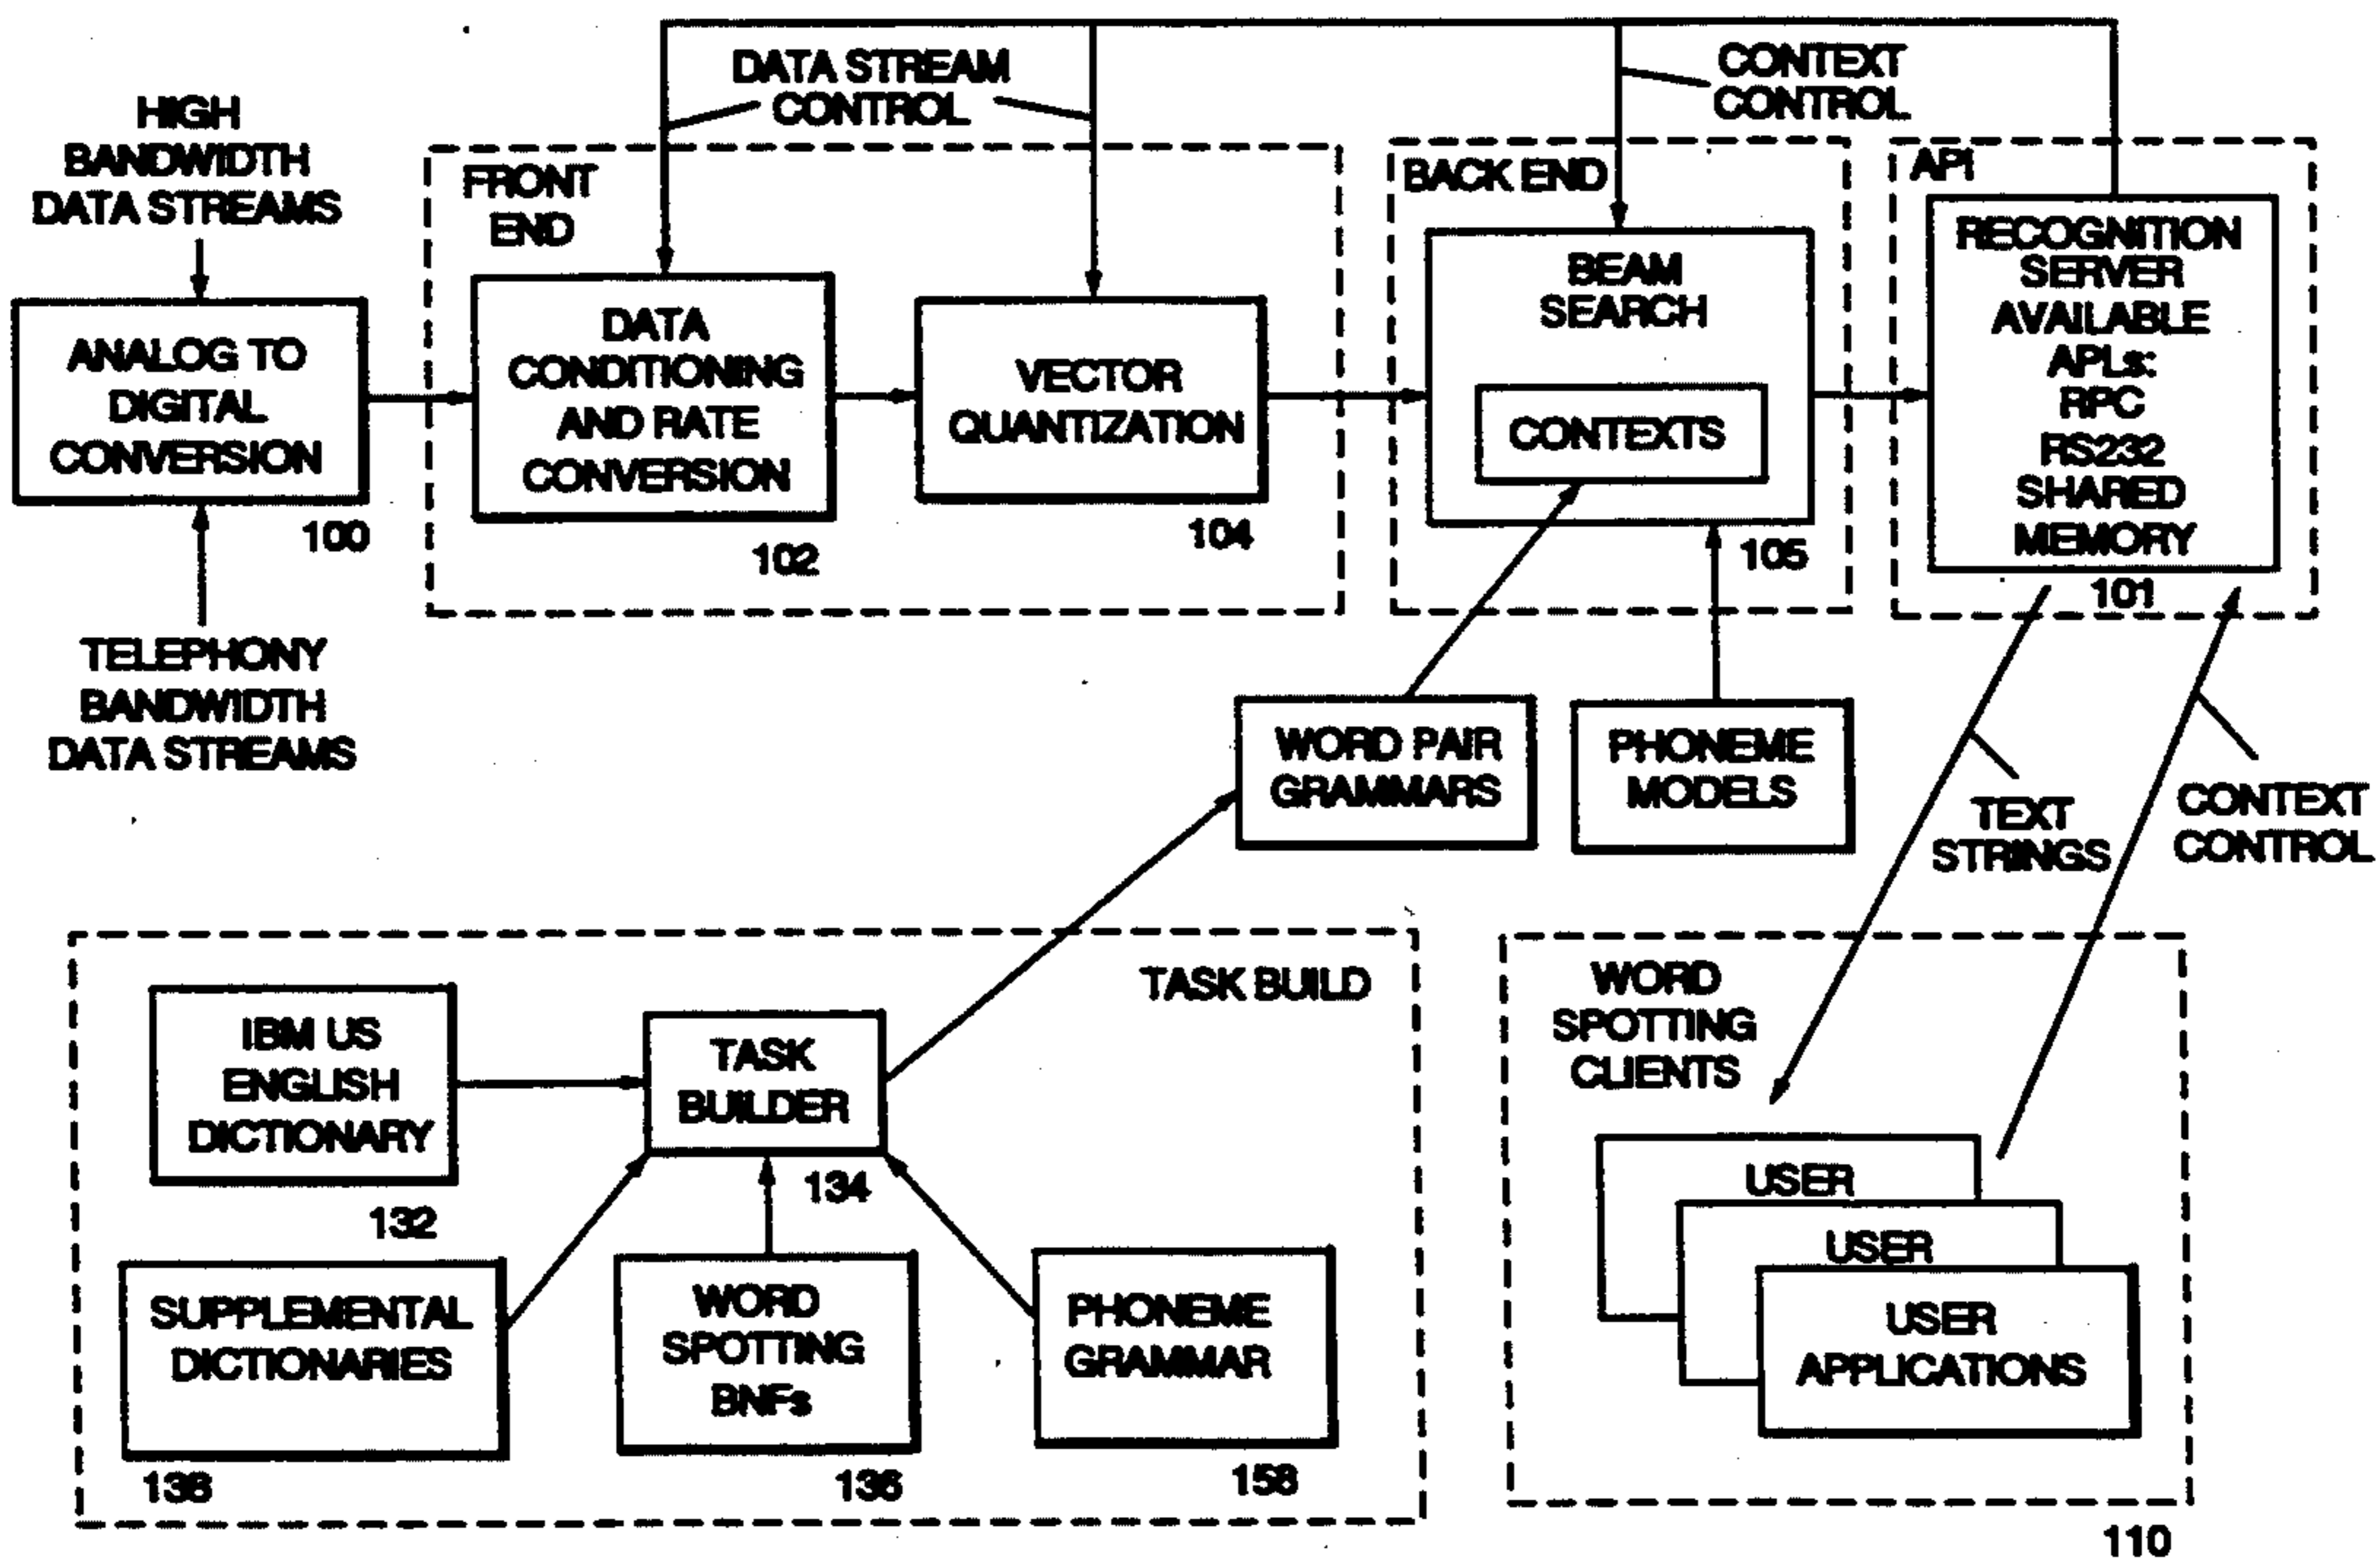 DATA STREAM
CONTROL
CONTEXT
CONTROL
HIGH
BANDWIDTH
DATA STREAMS
FRONT
END
BACK END
API
ANALOG TO
DIGITAL
CONVERSION
100
DATA
CONDITIONING
AND RATE
CONVERSION
102
VECTOR
QUANTIZATION
104
BEAM
SEARCH
CONTEXTS
105
RECOGNITION
SERVER
AVAILABLE
APLs:
RPC
RS232
SHARED
MEMORY
101
TELEPHONY
BANDWIDTH
DATA STREAMS
WORD PAIR
GRAMMARS
PHONEME
MODELS
TEXT
STRINGS
CONTEXT
CONTROL
TASK BUILD
IBM US
ENGLISH
DICTIONARY
132
TASK
BUILDER
134
SUPPLEMENTAL
DICTIONARIES
WORD
SPOTTING
BNFs
136
PHONEME
GRAMMAR
158
WORD
SPOTTING
CLIENTS
USER
USER
USER
APPLICATIONS
110